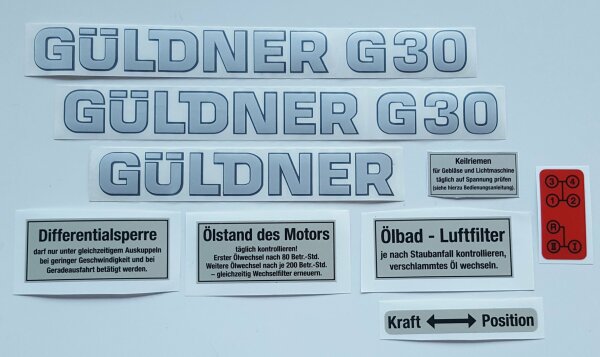 GÜLDNER G30
GÜLDNER G30
GÜLDNER
Keilriemen
für Gebläse und Lichtmaschine
täglich auf Spannung prüfen
(siehe hierzu Bedienungsanleitung).
3 4
1 2
R
II I
Differentialsperre
darf nur unter gleichzeitigem Auskuppeln
bei geringer Geschwindigkeit und bei
Geradeausfahrt betätigt werden.
Ölstand des Motors
täglich kontrollieren!
Erster Ölwechsel nach 80 Betr.-Std.
Weitere Ölwechsel nach je 200 Betr.-Std.
– gleichzeitig Wechselfilter erneuern.
Ölbad - Luftfilter
je nach Staubanfall kontrollieren,
verschlammtes Öl wechseln.
Kraft ⟷ Position